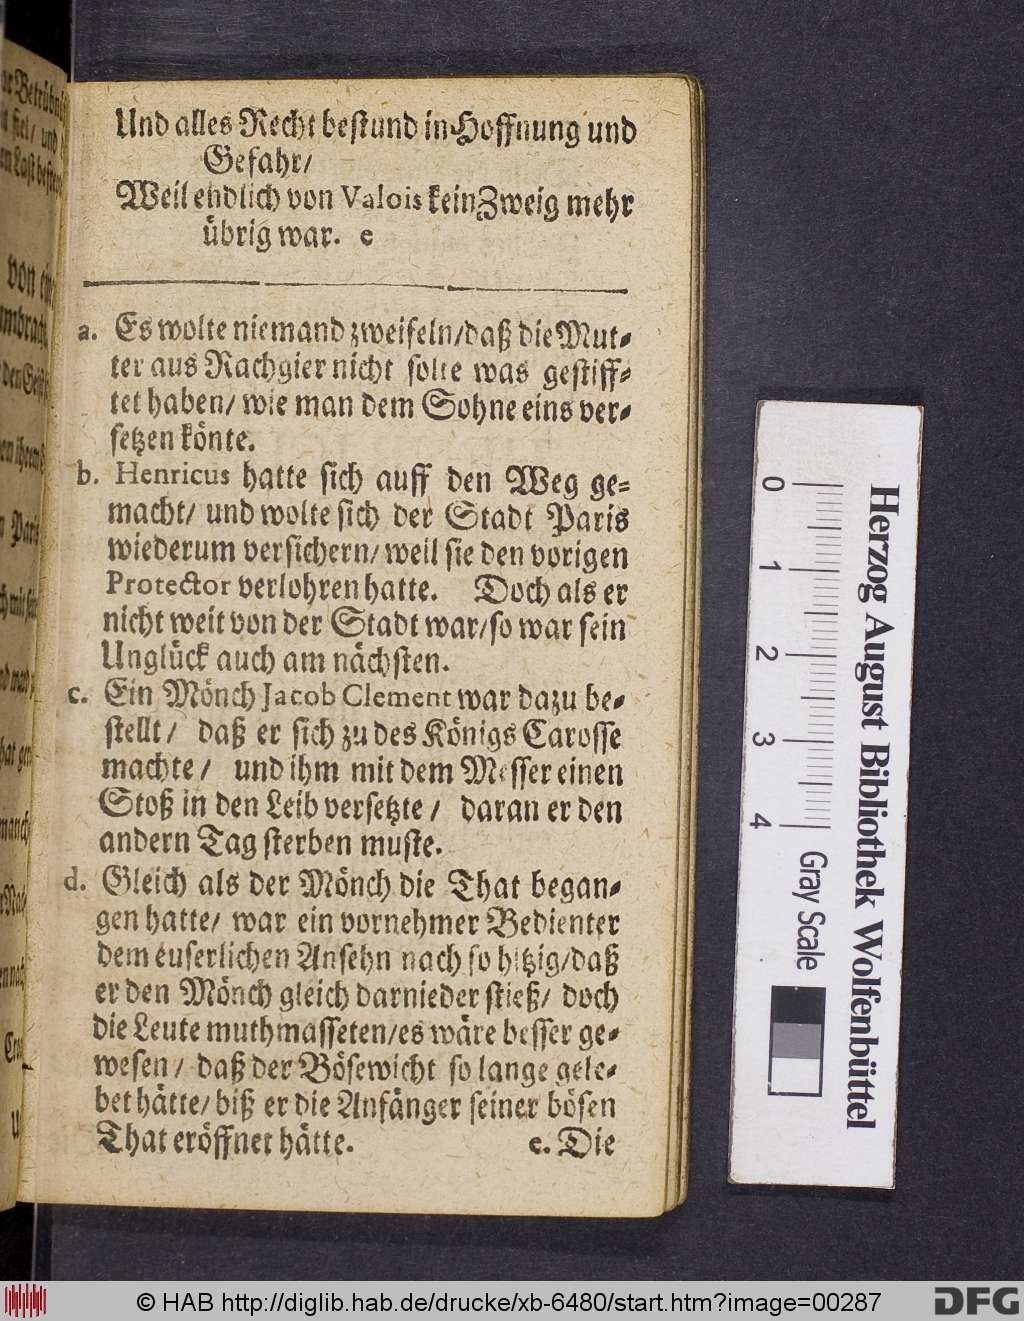 Und alles Recht bestund in Hoffnung und
Gefahr/
Weil endlich von Valois kein Zweig mehr
übrig war. e
a. Es wolte niemand zweifeln/daß die Mut-
ter aus Rachgier nicht solte was gestiff-
tet haben/ wie man dem Sohne eins ver-
setzen könte.
b. Henricus hatte sich auff den Weg ge-
macht/ und wolte sich der Stadt Paris
wiederum versichern/ weil sie den vorigen
Protector verlohren hatte. Doch als er
nicht weit von der Stadt war/so war sein
Unglück auch am nächsten.
c. Ein Mönch Jacob Clement war dazu be-
stellt/ daß er sich zu des Königs Carosse
machte/ und ihm mit dem Messer einen
Stoß in den Leib versetzte/ daran er den
andern Tag sterben muste.
d. Gleich als der Mönch die That began-
gen hatte/ war ein vornehmer Bedienter
dem euserlichen Ansehn nach so hitzig/daß
er den Mönch gleich darnieder stieß/ doch
die Leute muthmasseten/es wäre besser ge-
wesen/ daß der Bösewicht so lange gele-
bet hätte/ biß er die Anfänger seiner bösen
That eröffnet hätte.
e. Die
0 1 2 3 4
Herzog August Bibliothek Wolfenbüttel
Gray Scale
© HAB http://diglib.hab.de/drucke/xb-6480/start.htm?image=00287
DFG